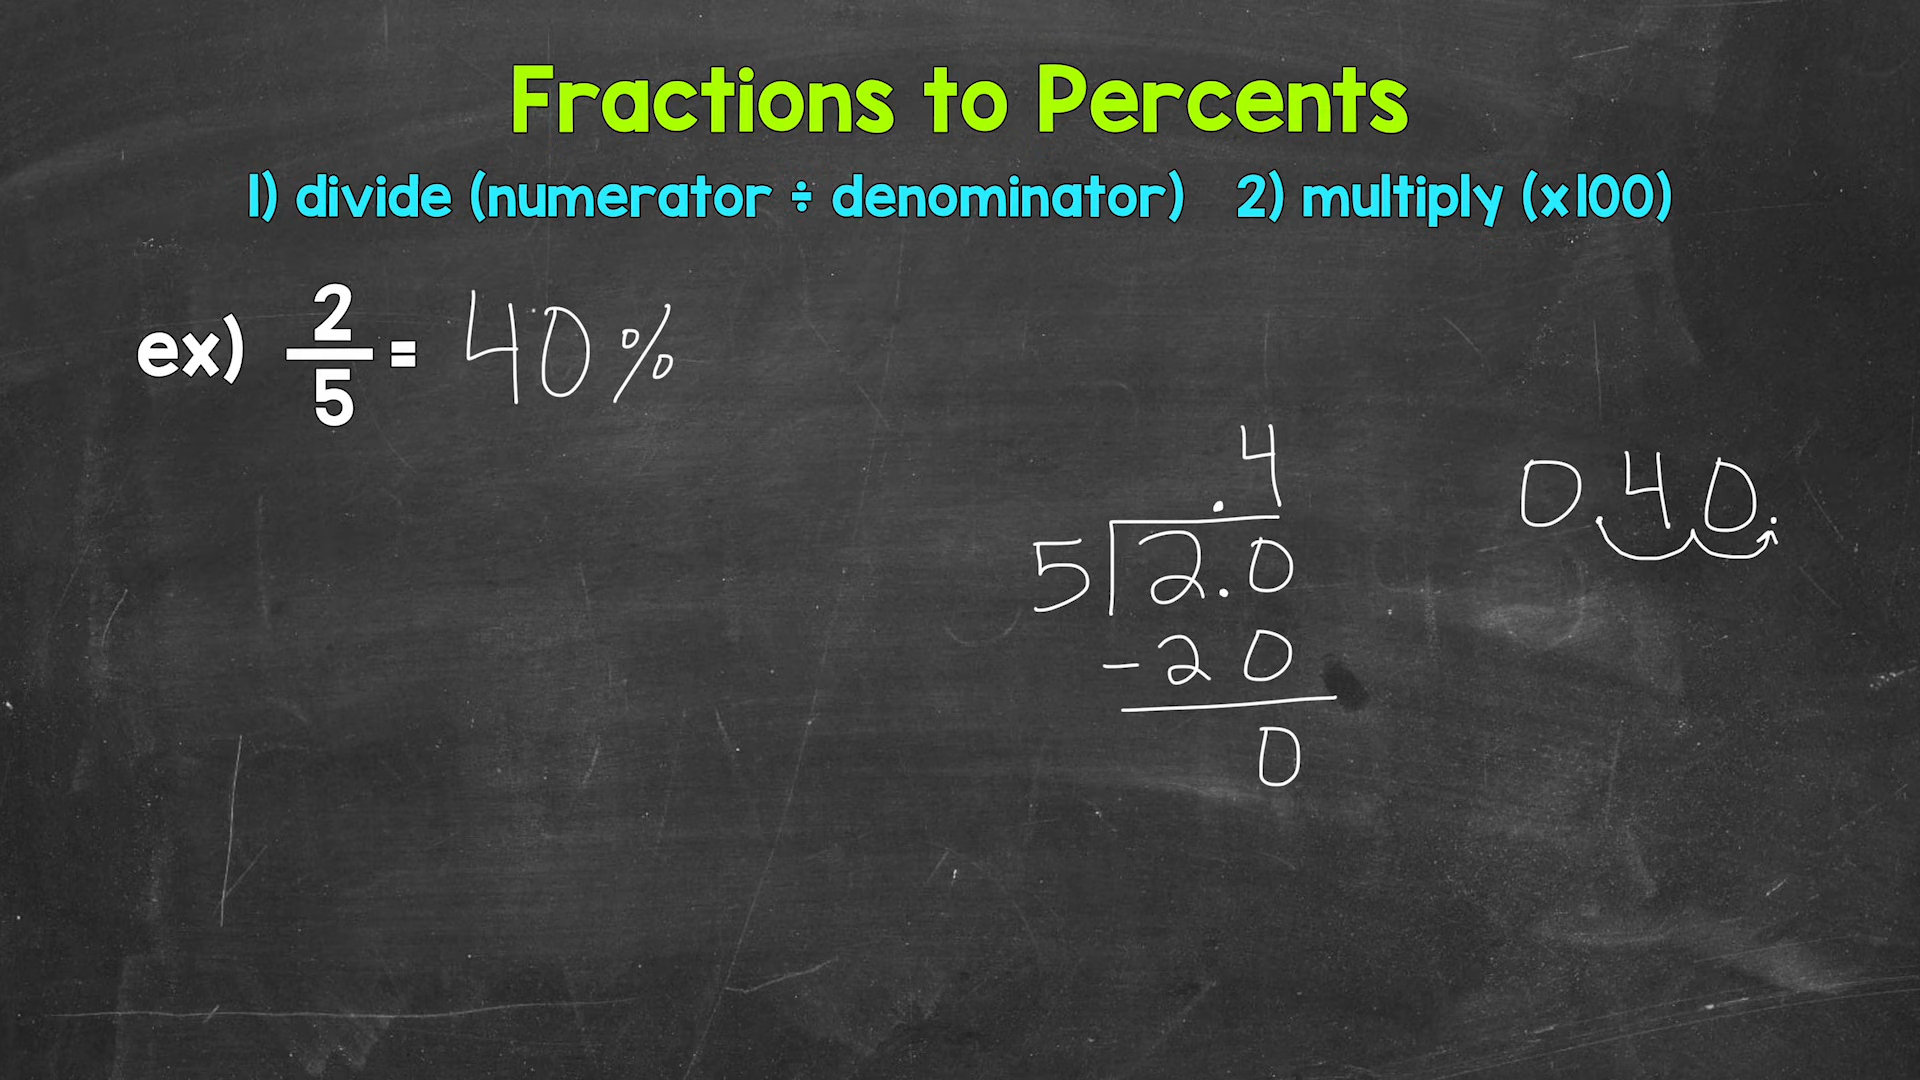 Fractions to Percents
1) divide (numerator ÷ denominator) 2) multiply (x100)
ex) 2/5 = 40%
.4
5)2.0
-20
0
0.40.